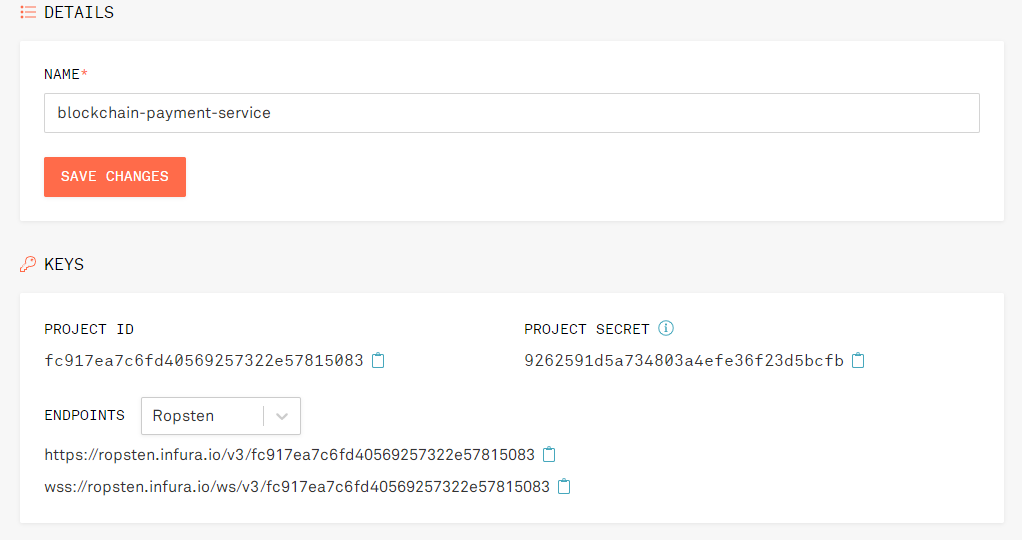 DETAILS
NAME*
blockchain-payment-service
SAVE CHANGES
KEYS
PROJECT ID
fc917ea7c6fd40569257322e57815083
PROJECT SECRET
9262591d5a734803a4efe36f23d5bcfb
ENDPOINTS Ropsten
https://ropsten.infura.io/v3/fc917ea7c6fd40569257322e57815083
wss://ropsten.infura.io/ws/v3/fc917ea7c6fd40569257322e57815083